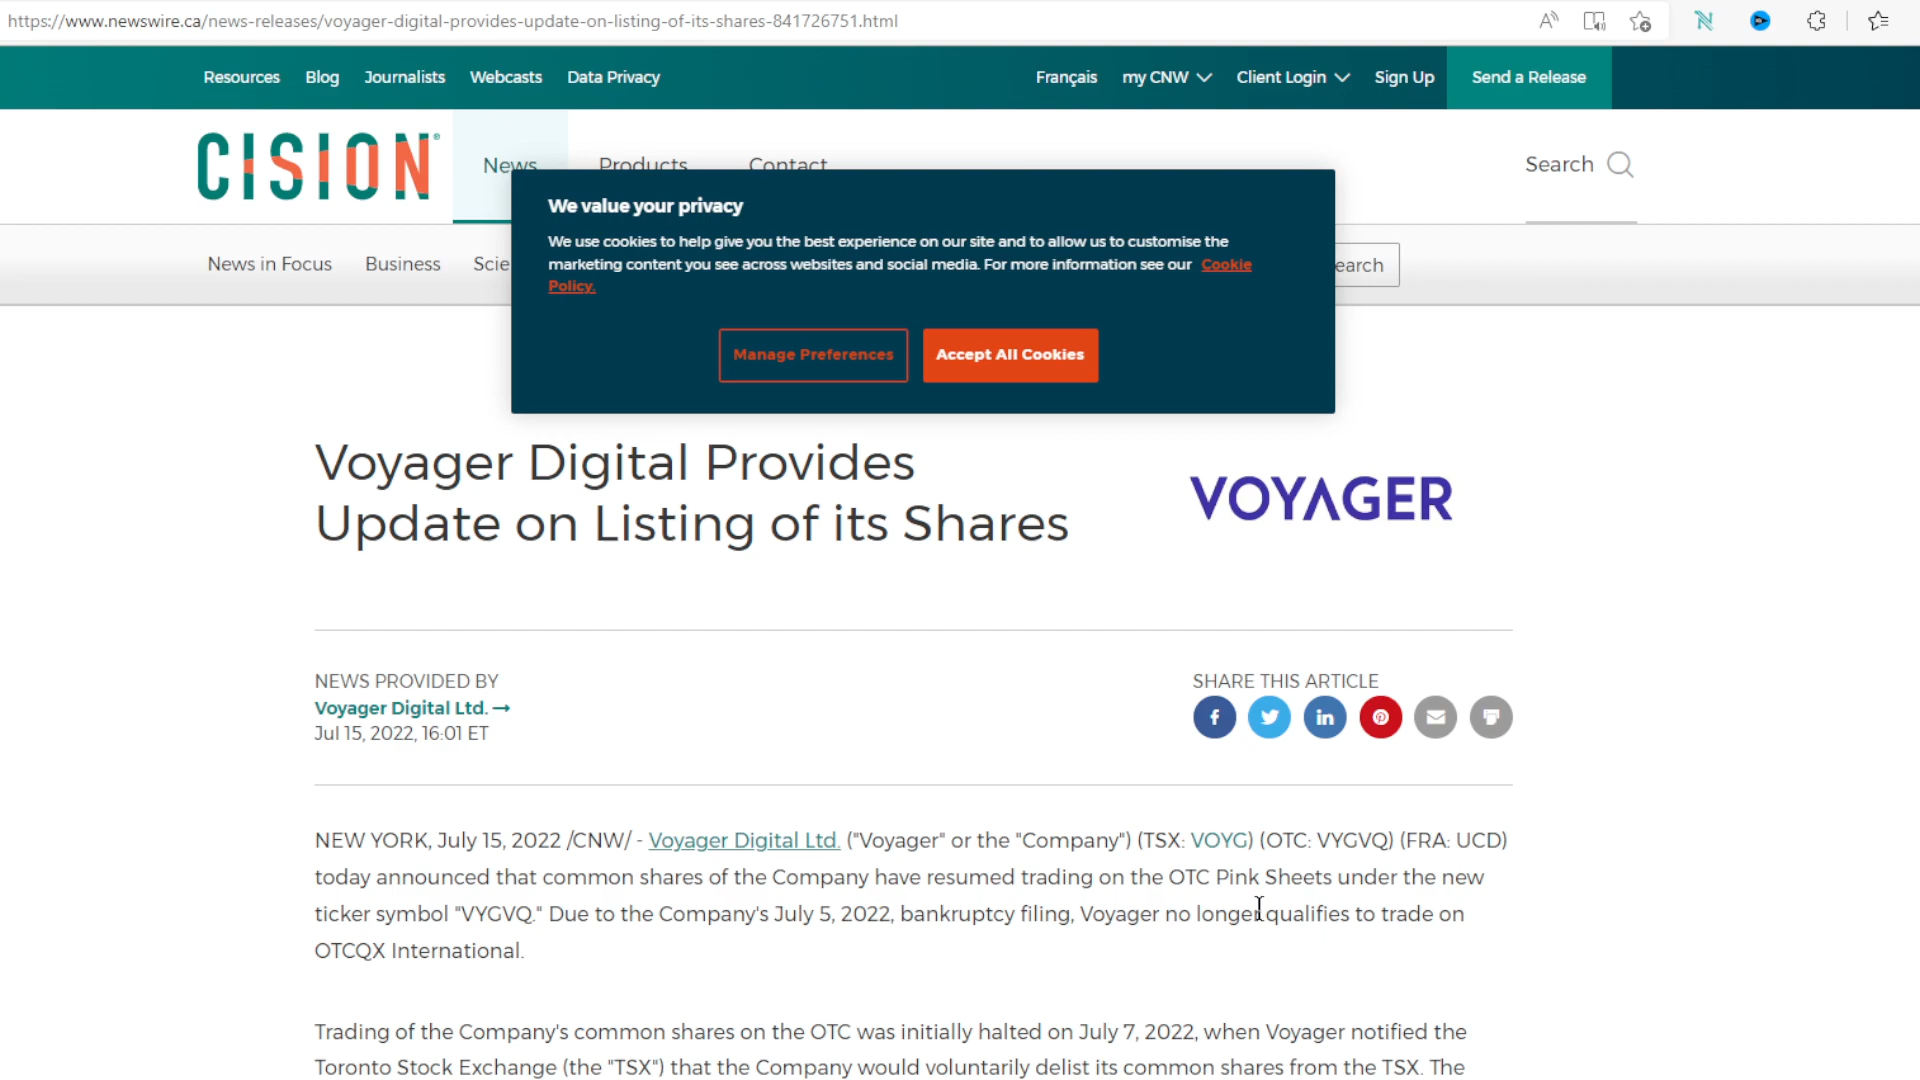 https://www.newswire.ca/news-releases/voyager-digital-provides-update-on-listing-of-its-shares-841726751.html
Resources Blog Journalists Webcasts Data Privacy Français my CNW Client Login Sign Up Send a Release
CISION®
News Products Contact Search
We value your privacy
We use cookies to help give you the best experience on our site and to allow us to customise the
marketing content you see across websites and social media. For more information see our Cookie
Policy.
News in Focus Business Scie earch
Manage Preferences Accept All Cookies
Voyager Digital Provides
Update on Listing of its Shares
VOYAGER
NEWS PROVIDED BY
Voyager Digital Ltd. →
Jul 15, 2022, 16:01 ET
SHARE THIS ARTICLE
NEW YORK, July 15, 2022 /CNW/ - Voyager Digital Ltd. ("Voyager" or the "Company") (TSX: VOYG) (OTC: VYGVQ) (FRA: UCD)
today announced that common shares of the Company have resumed trading on the OTC Pink Sheets under the new
ticker symbol "VYGVQ." Due to the Company's July 5, 2022, bankruptcy filing, Voyager no longer qualifies to trade on
OTCQX International.
Trading of the Company's common shares on the OTC was initially halted on July 7, 2022, when Voyager notified the
Toronto Stock Exchange (the "TSX") that the Company would voluntarily delist its common shares from the TSX. The